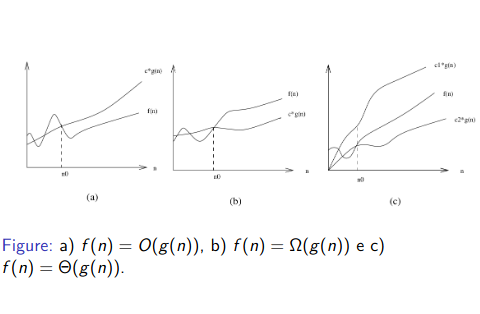 c*g(n)
f(n)
n0
n
(a)
f(n)
c*g(n)
n0
n
(b)
c1*g(n)
f(n)
c2*g(n)
n0
n
(c)
Figure: a) f(n) = O(g(n)), b) f(n) = Ω(g(n)) e c)
f(n) = Θ(g(n)).